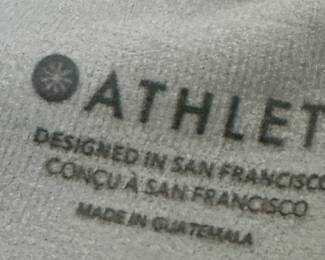 ATHLET
DESIGNED IN SAN FRANCISCO
CONÇU À SAN FRANCISCO
MADE IN GUATEMALA